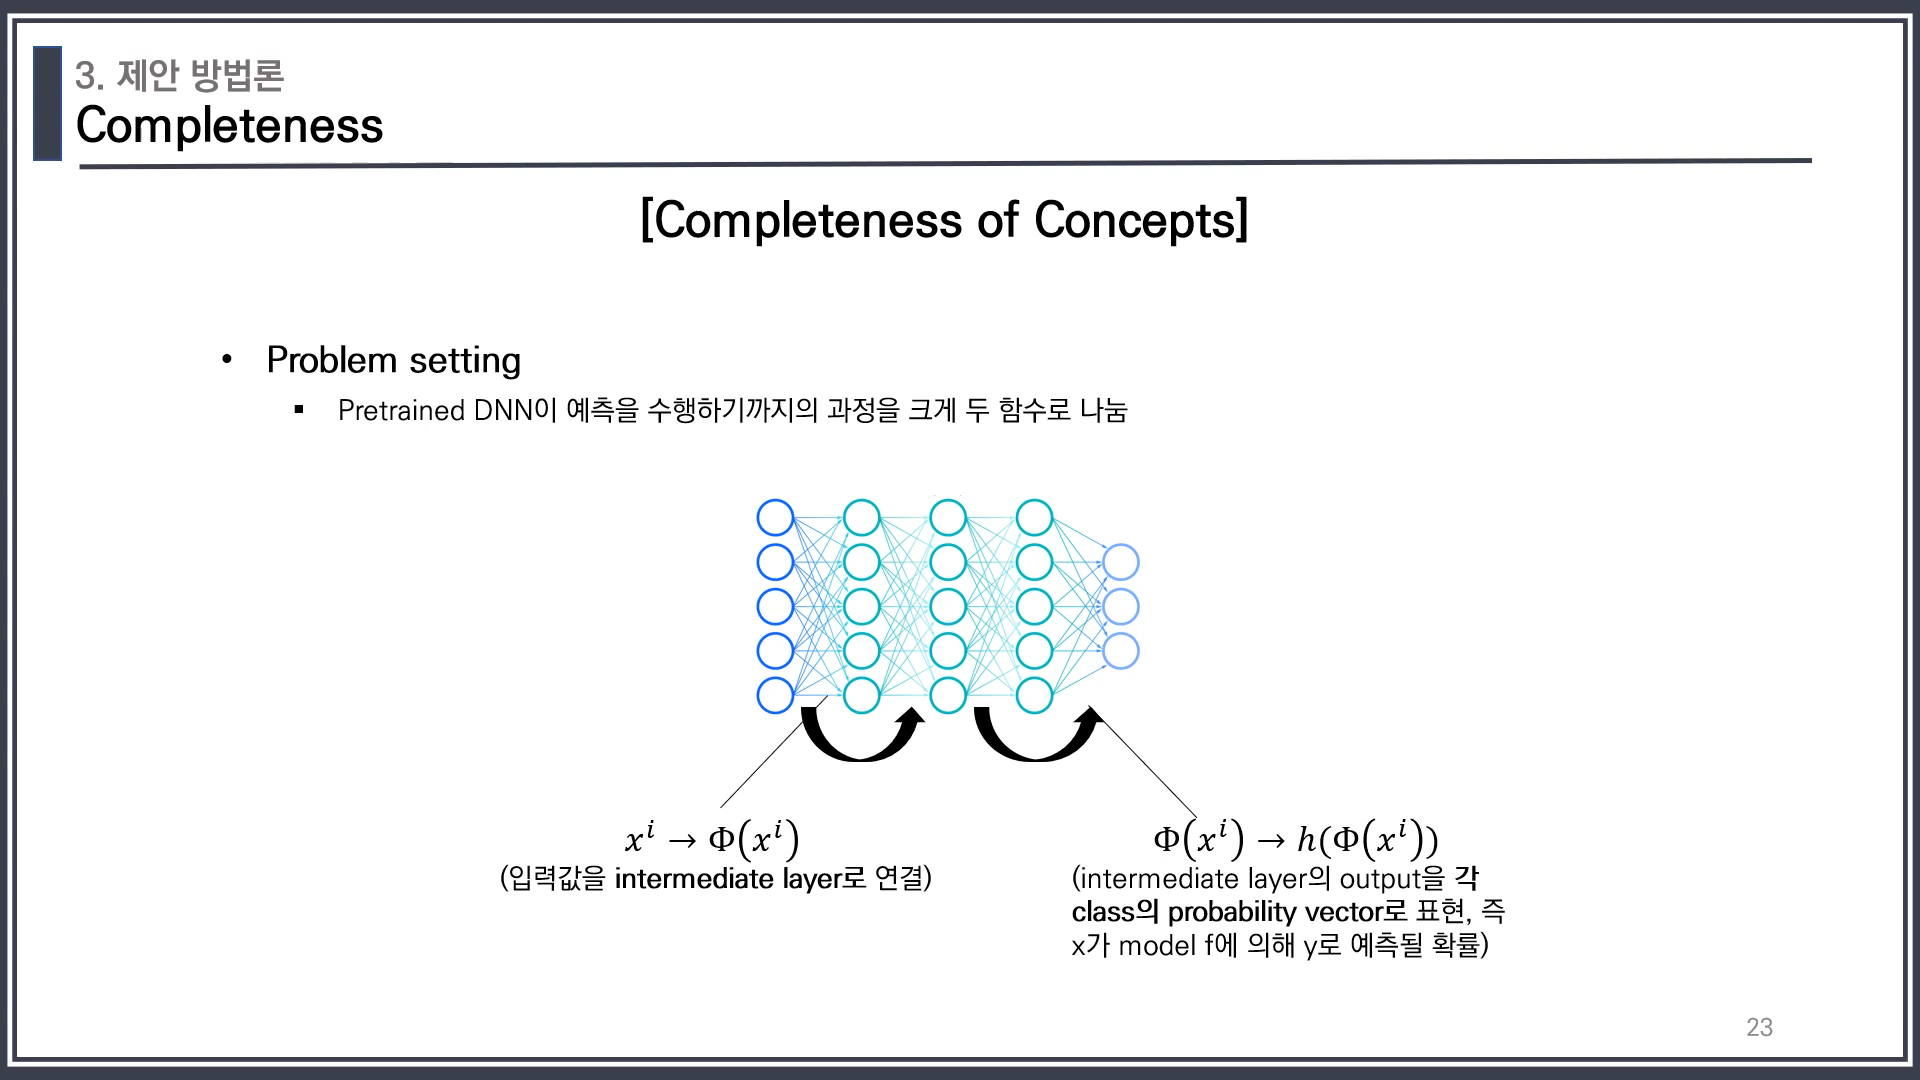 3. 제안 방법론
Completeness
[Completeness of Concepts]
• Problem setting
▪ Pretrained DNN이 예측을 수행하기까지의 과정을 크게 두 함수로 나눔
xⁱ → Φ(xⁱ)
(입력값을 intermediate layer로 연결)
Φ(xⁱ) → h(Φ(xⁱ))
(intermediate layer의 output을 각
class의 probability vector로 표현, 즉
x가 model f에 의해 y로 예측될 확률)
23